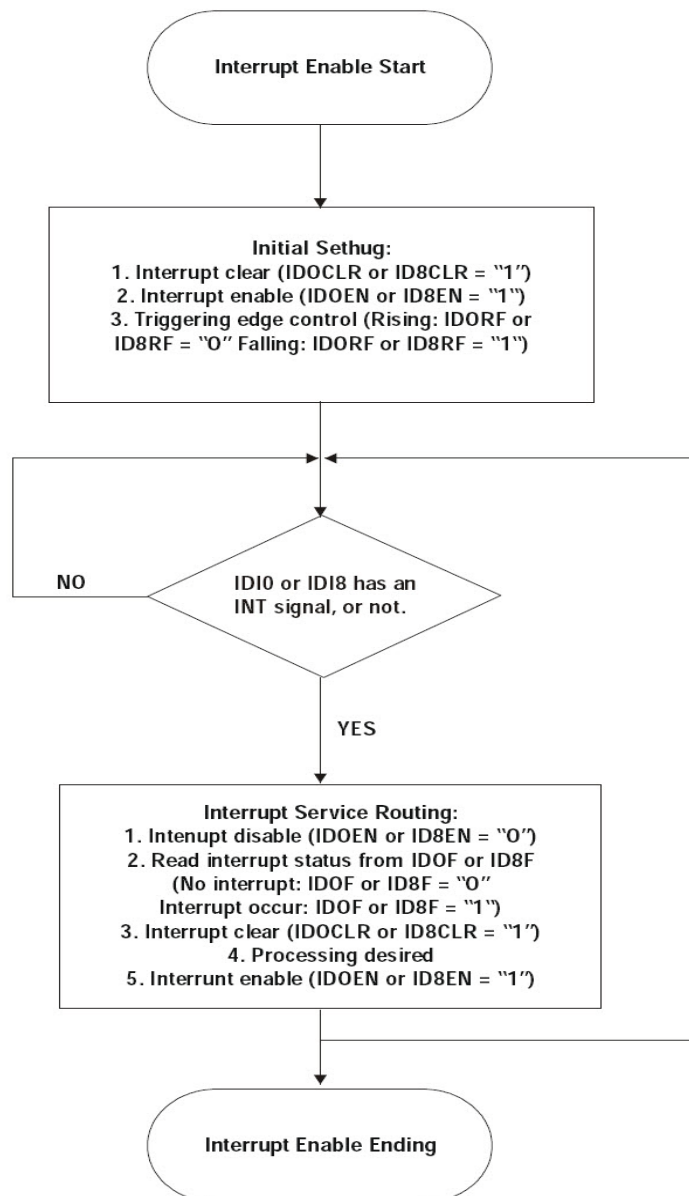 Interrupt Enable Start
Initial Sethug:
1. Interrupt clear (IDOCLR or ID8CLR = "1")
2. Interrupt enable (IDOEN or ID8EN = "1")
3. Triggering edge control (Rising: IDORF or
ID8RF = "O" Falling: IDORF or ID8RF = "1")
IDI0 or IDI8 has an
INT signal, or not.
NO
YES
Interrupt Service Routing:
1. Intenupt disable (IDOEN or ID8EN = "O")
2. Read interrupt status from IDOF or ID8F
(No interrupt: IDOF or ID8F = "O"
Interrupt occur: IDOF or ID8F = "1")
3. Interrupt clear (IDOCLR or ID8CLR = "1")
4. Processing desired
5. Interrunt enable (IDOEN or ID8EN = "1")
Interrupt Enable Ending